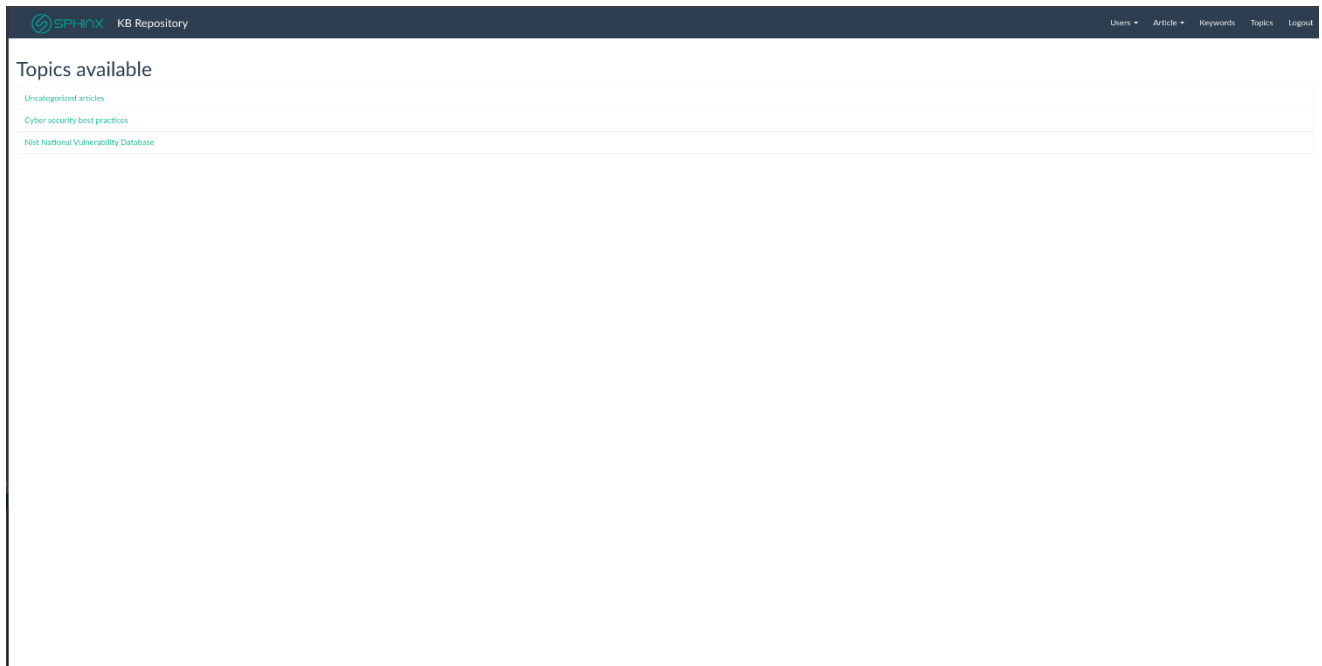 SPHINX KB Repository Users Article Keywords Topics Logout
Topics available
Uncategorized articles
Cyber security best practices
Nist National Vulnerability Database